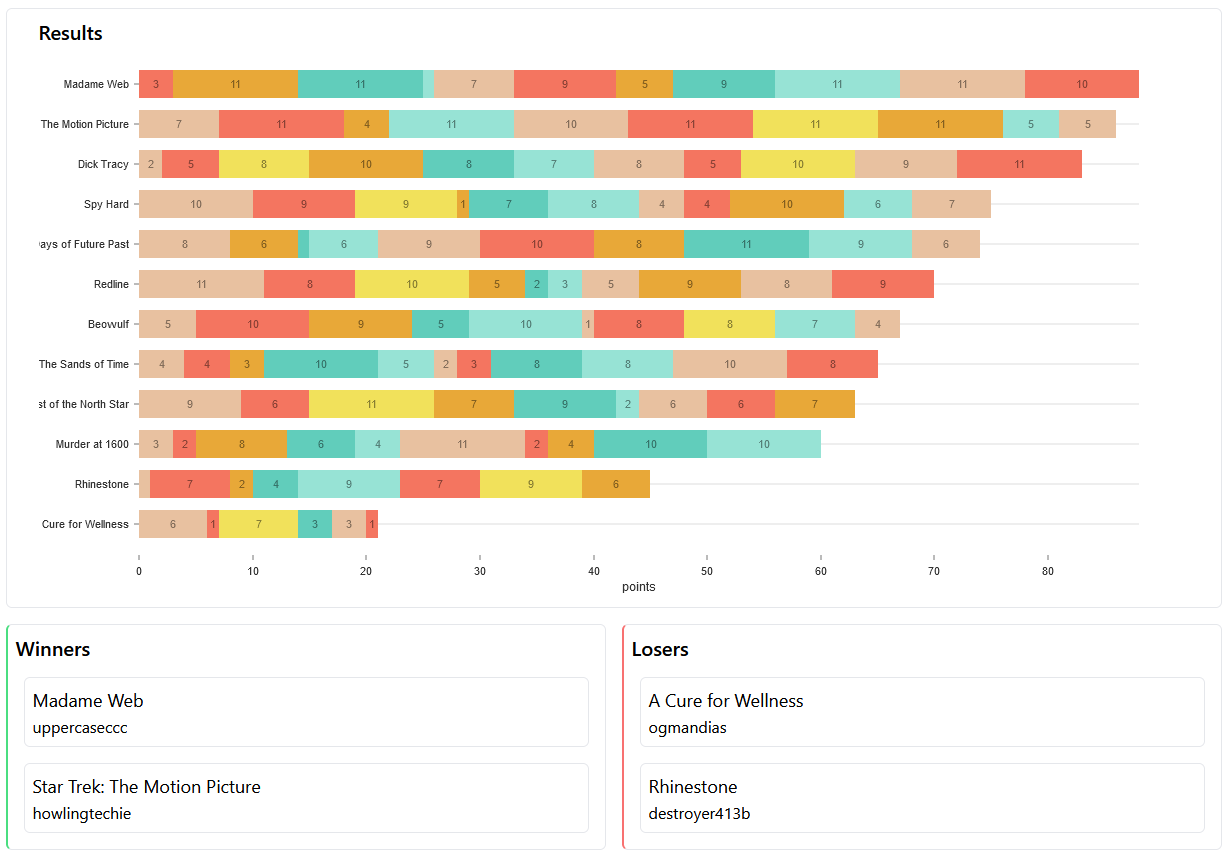 Results
Madame Web 3 11 11 7 9 5 9 11 11 10
The Motion Picture 7 11 4 11 10 11 11 11 5 5
Dick Tracy 2 5 8 10 8 7 8 5 10 9 11
Spy Hard 10 9 9 1 7 8 4 4 10 6 7
ays of Future Past 8 6 6 9 10 8 11 9 6
Redline 11 8 10 5 2 3 5 9 8 9
Beowulf 5 10 9 5 10 1 8 8 7 4
The Sands of Time 4 4 3 10 5 2 3 8 8 10 8
st of the North Star 9 6 11 7 9 2 6 6 7
Murder at 1600 3 2 8 6 4 11 2 4 10 10
Rhinestone 7 2 4 9 7 9 6
Cure for Wellness 6 1 7 3 3 1
0 10 20 30 40 50 60 70 80
points
Winners
Madame Web
uppercaseccc
Star Trek: The Motion Picture
howlingtechie
Losers
A Cure for Wellness
ogmandias
Rhinestone
destroyer413b